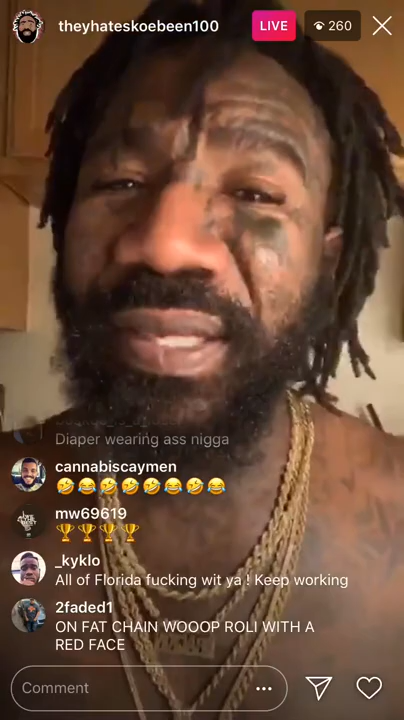 theyhateskoebeen100
LIVE
260
Diaper wearing ass nigga
cannabiscaymen
🤣😂🤣🤣🤣😂🤣😂
mw69619
🏆🏆🏆🏆
_kyklo
All of Florida fucking wit ya ! Keep working
2faded1
ON FAT CHAIN WOOOP ROLI WITH A
RED FACE
Comment